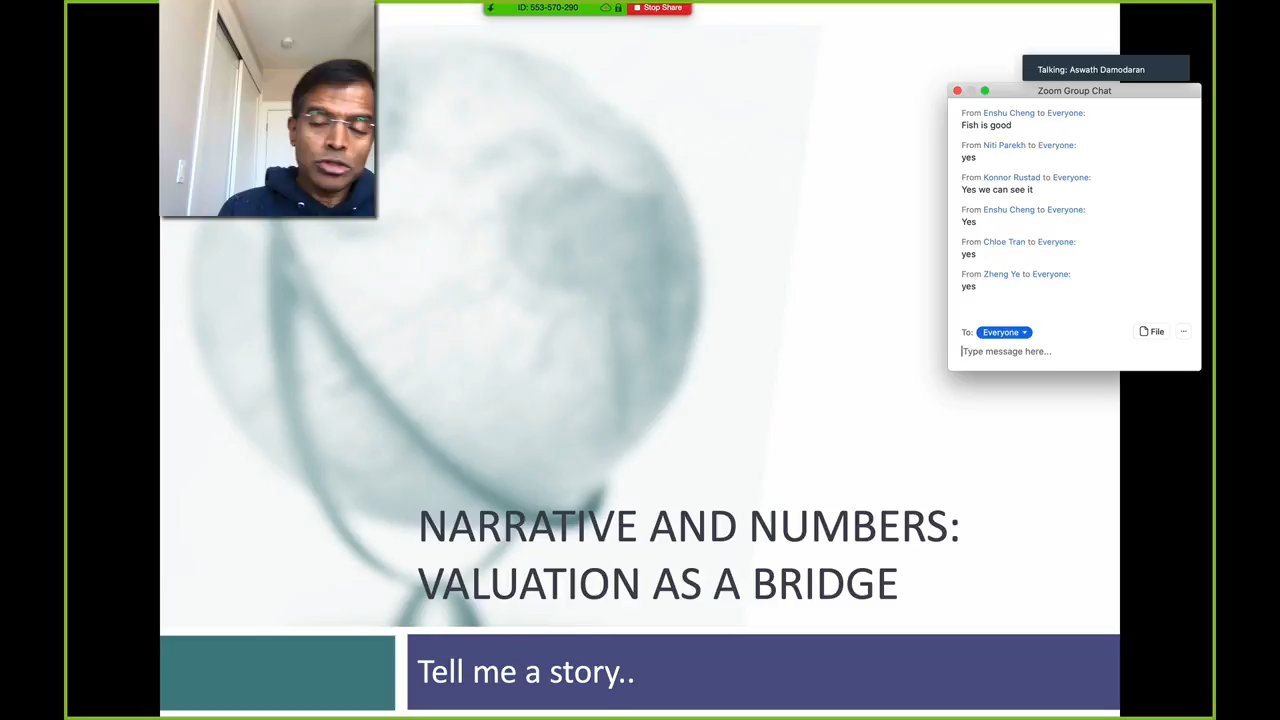 ID: 553-570-290
Stop Share
Talking: Aswath Damodaran
Zoom Group Chat
From Enshu Cheng to Everyone:
Fish is good
From Niti Parekh to Everyone:
yes
From Konnor Rustad to Everyone:
Yes we can see it
From Enshu Cheng to Everyone:
Yes
From Chloe Tran to Everyone:
yes
From Zheng Ye to Everyone:
yes
To: Everyone
File
...
Type message here...
NARRATIVE AND NUMBERS:
VALUATION AS A BRIDGE
Tell me a story..